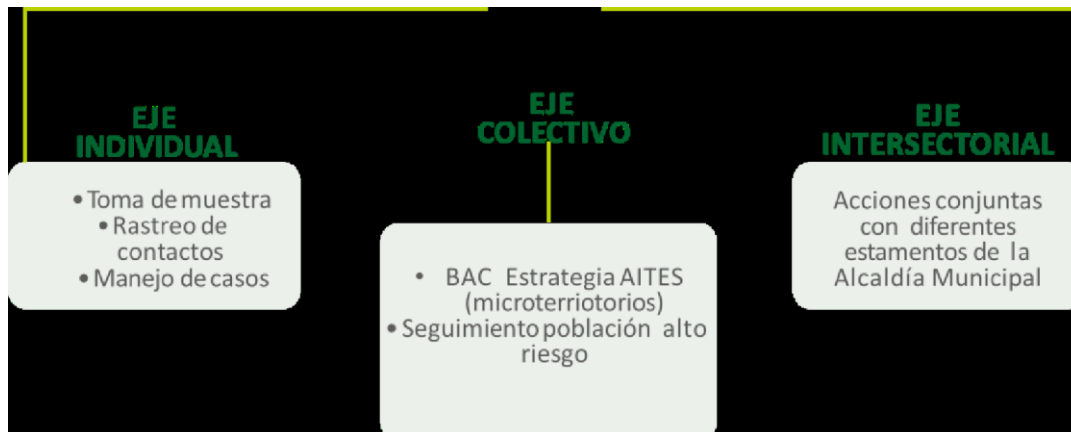 EJE
INDIVIDUAL
• Toma de muestra
• Rastreo de
contactos
• Manejo de casos
EJE
COLECTIVO
• BAC Estrategia AITES
(microterriotorios)
• Seguimiento población alto
riesgo
EJE
INTERSECTORIAL
Acciones conjuntas
con diferentes
estamentos de la
Alcaldía Municipal